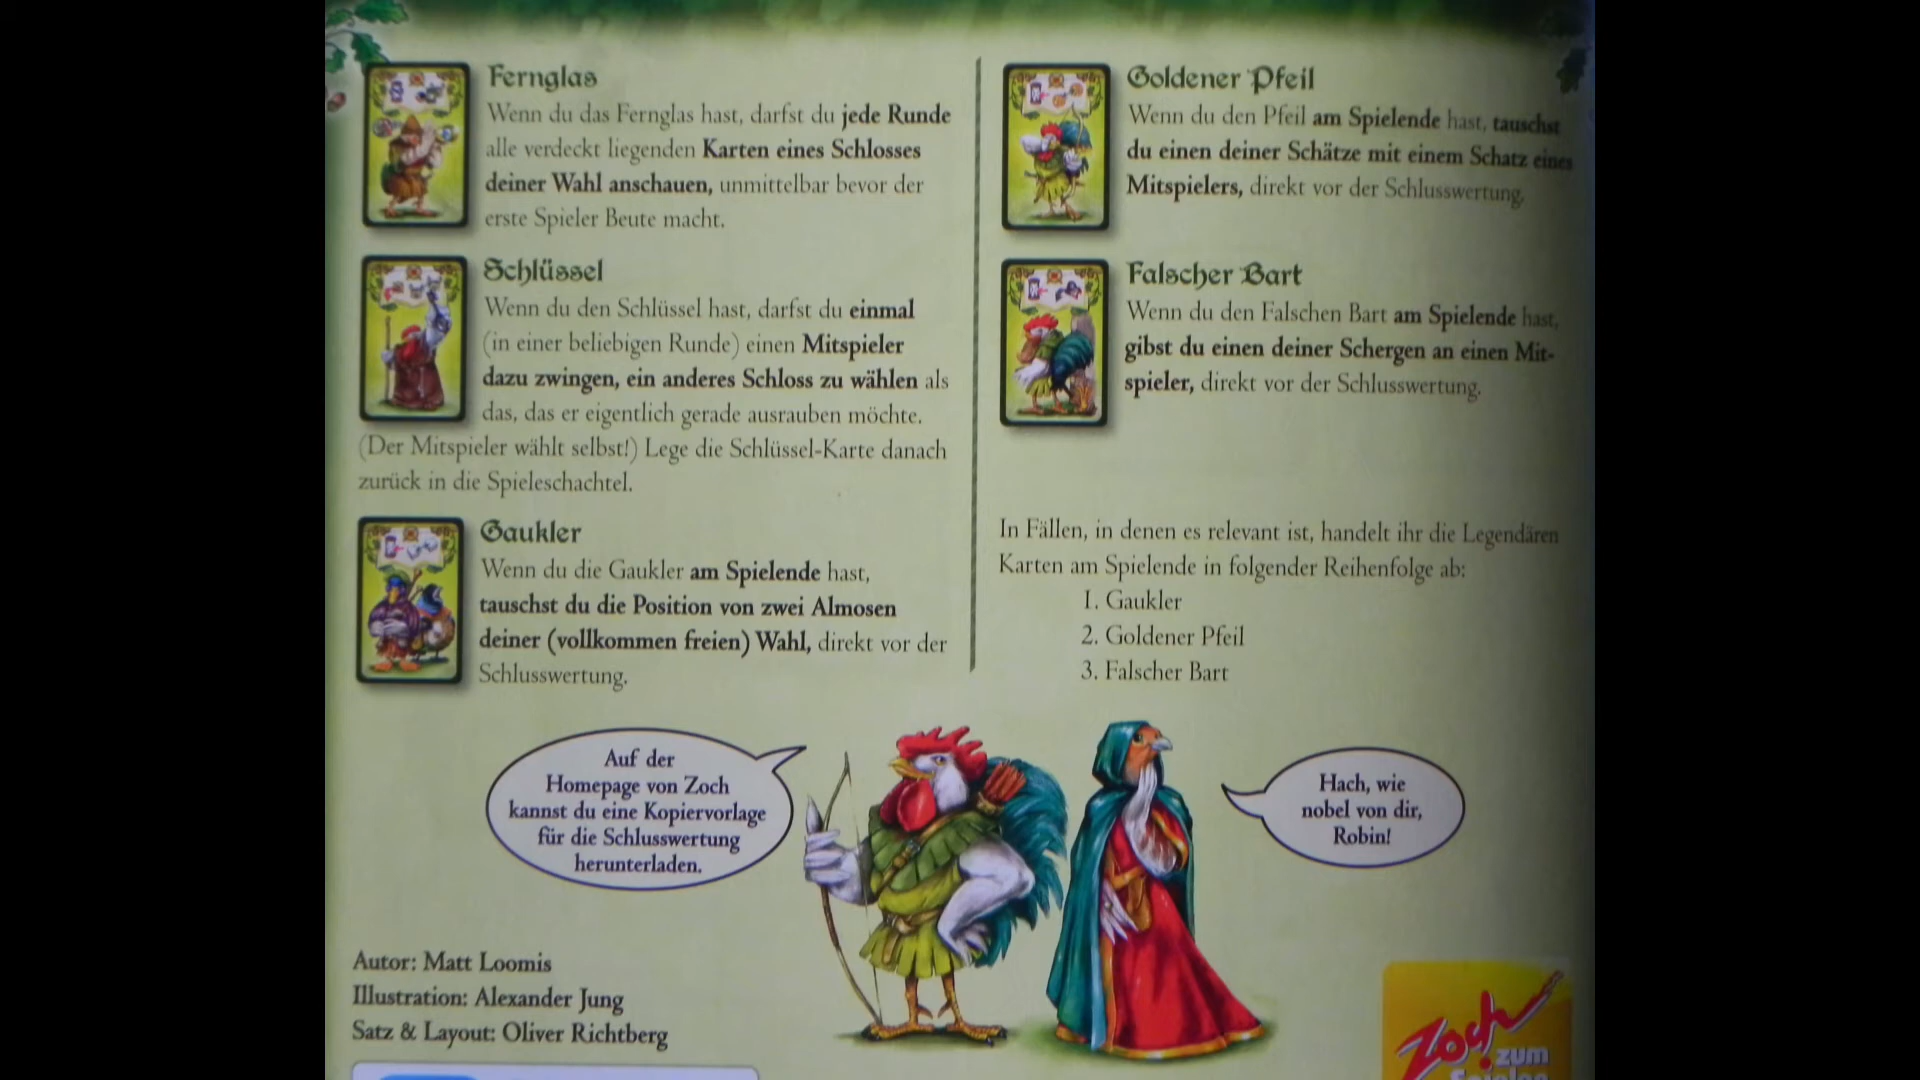 Fernglas
Wenn du das Fernglas hast, darfst du jede Runde
alle verdeckt liegenden Karten eines Schlosses
deiner Wahl anschauen, unmittelbar bevor der
erste Spieler Beute macht.
Schlüssel
Wenn du den Schlüssel hast, darfst du einmal
(in einer beliebigen Runde) einen Mitspieler
dazu zwingen, ein anderes Schloss zu wählen als
das, das er eigentlich gerade ausrauben möchte.
(Der Mitspieler wählt selbst!) Lege die Schlüssel-Karte danach
zurück in die Spieleschachtel.
Gaukler
Wenn du die Gaukler am Spielende hast,
tauschst du die Position von zwei Almosen
deiner (vollkommen freien) Wahl, direkt vor der
Schlusswertung.
Goldener Pfeil
Wenn du den Pfeil am Spielende hast, tauschst
du einen deiner Schätze mit einem Schatz eines
Mitspielers, direkt vor der Schlusswertung.
Falscher Bart
Wenn du den Falschen Bart am Spielende hast,
gibst du einen deiner Schergen an einen Mit-
spieler, direkt vor der Schlusswertung.
In Fällen, in denen es relevant ist, handelt ihr die Legendären
Karten am Spielende in folgender Reihenfolge ab:
1. Gaukler
2. Goldener Pfeil
3. Falscher Bart
Auf der
Homepage von Zoch
kannst du eine Kopiervorlage
für die Schlusswertung
herunterladen.
Hach, wie
nobel von dir,
Robin!
Autor: Matt Loomis
Illustration: Alexander Jung
Satz & Layout: Oliver Richtberg
Zoch
zum
Spielen